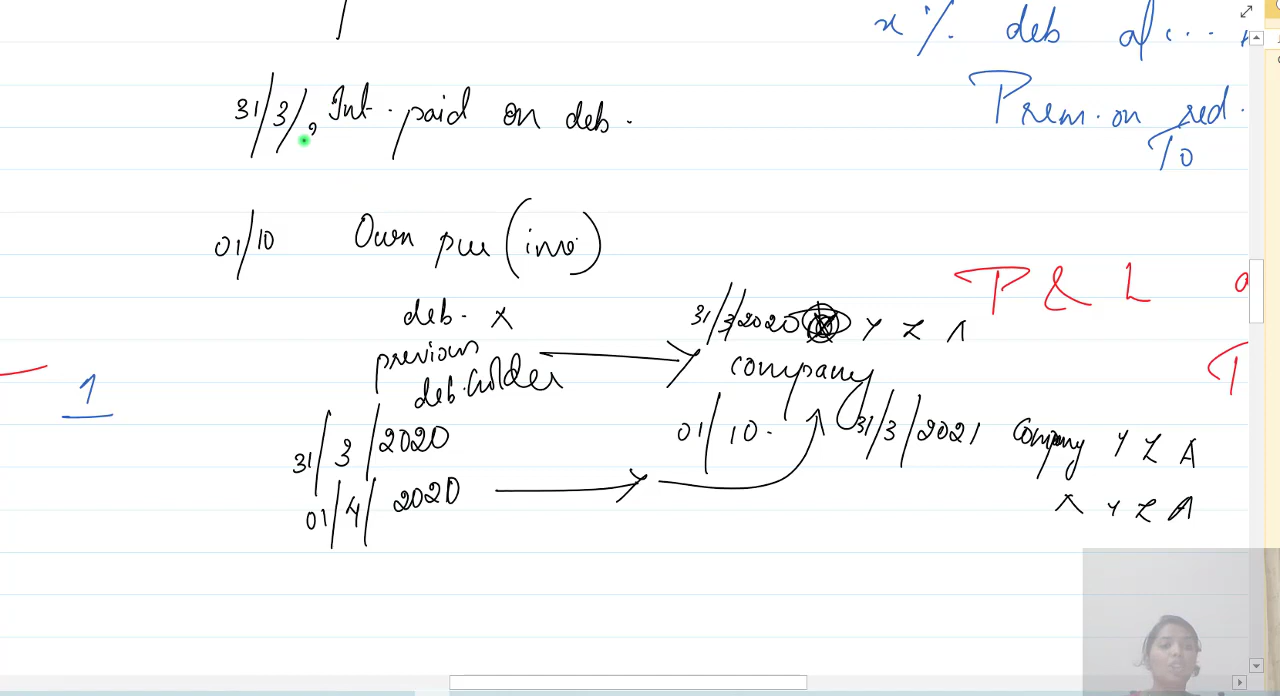 x % deb a/c...
31/3/, Int. paid on deb.
Prem. on red.
To
01/10 Own pur (inv)
P & L a
deb. X
31/3/2020 Y Z A
previous
company
deb. holder
T
1
01/10. 31/3/2021 Company Y Z A
31/3/2020
01/4/2020
X Y Z A